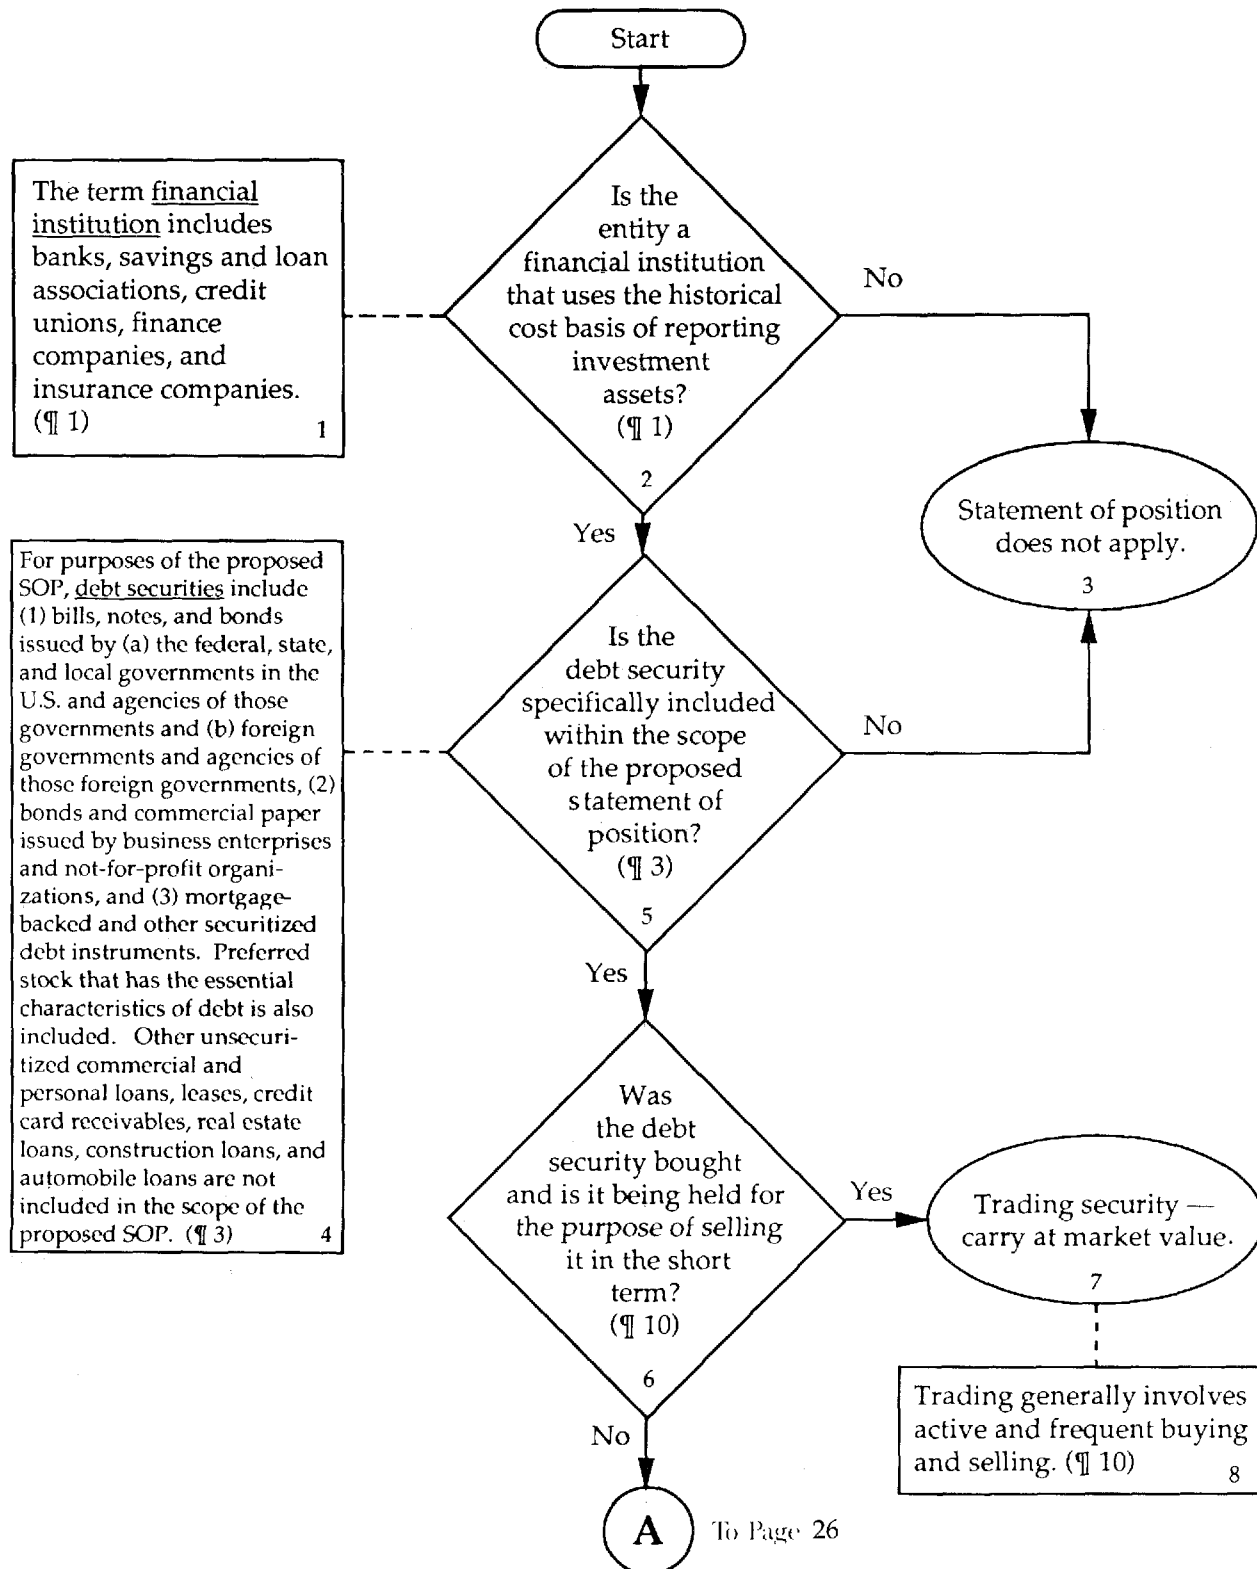 Start
The term financial
institution includes
banks, savings and loan
associations, credit
unions, finance
companies, and
insurance companies.
(¶ 1)
1
Is the
entity a
financial institution
that uses the historical
cost basis of reporting
investment
assets?
(¶ 1)
2
No
Yes
Statement of position
does not apply.
3
For purposes of the proposed
SOP, debt securities include
(1) bills, notes, and bonds
issued by (a) the federal, state,
and local governments in the
U.S. and agencies of those
governments and (b) foreign
governments and agencies of
those foreign governments, (2)
bonds and commercial paper
issued by business enterprises
and not-for-profit organi-
zations, and (3) mortgage-
backed and other securitized
debt instruments. Preferred
stock that has the essential
characteristics of debt is also
included. Other unsecuri-
tized commercial and
personal loans, leases, credit
card receivables, real estate
loans, construction loans, and
automobile loans are not
included in the scope of the
proposed SOP. (¶ 3)
4
Is the
debt security
specifically included
within the scope
of the proposed
statement of
position?
(¶ 3)
5
No
Yes
Was
the debt
security bought
and is it being held for
the purpose of selling
it in the short
term?
(¶ 10)
6
Yes
No
Trading security —
carry at market value.
7
Trading generally involves
active and frequent buying
and selling. (¶ 10)
8
A
To Page 26